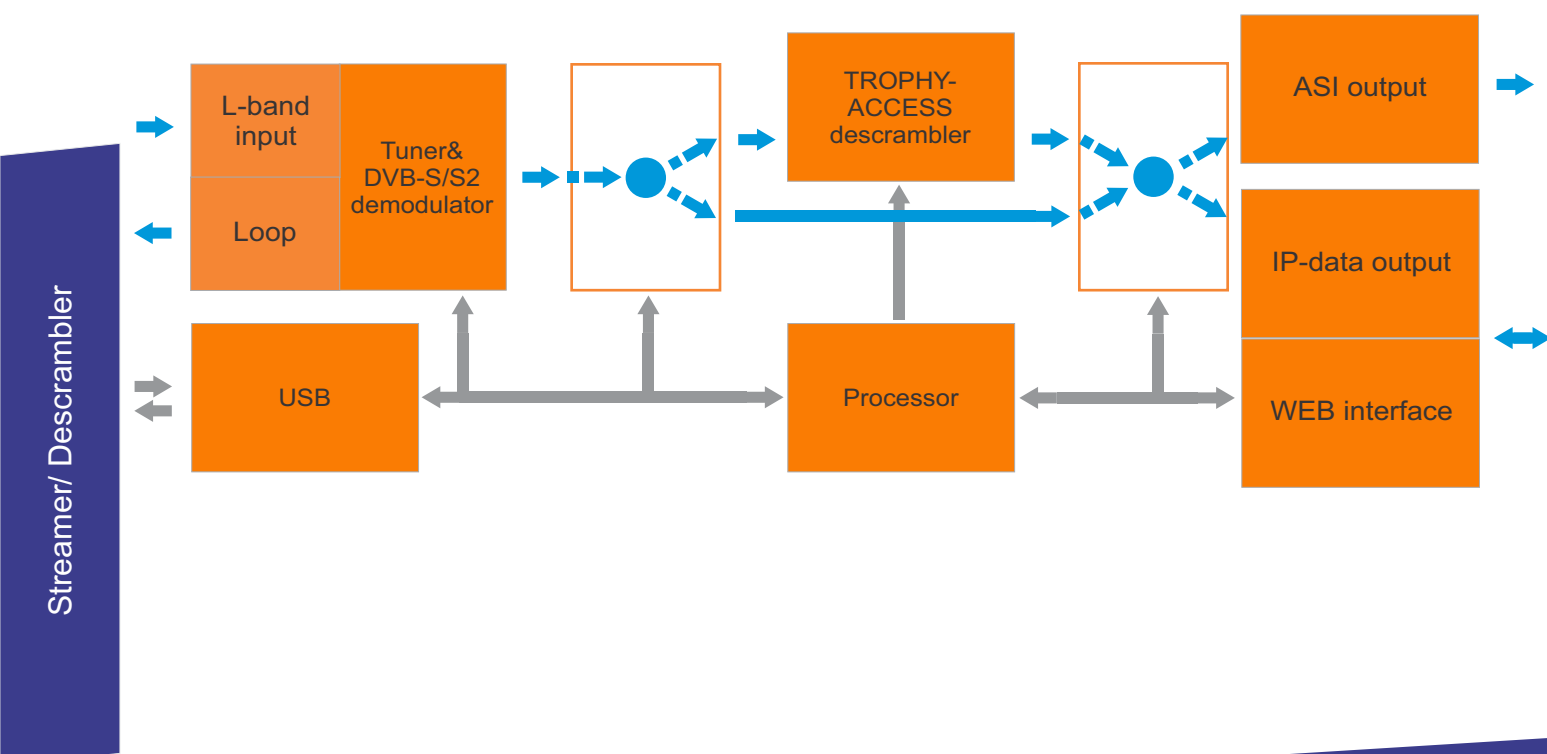 L-band
input
Loop
Tuner&
DVB-S/S2
demodulator
TROPHY-
ACCESS
descrambler
ASI output
IP-data output
USB
Processor
WEB interface
Streamer/ Descrambler